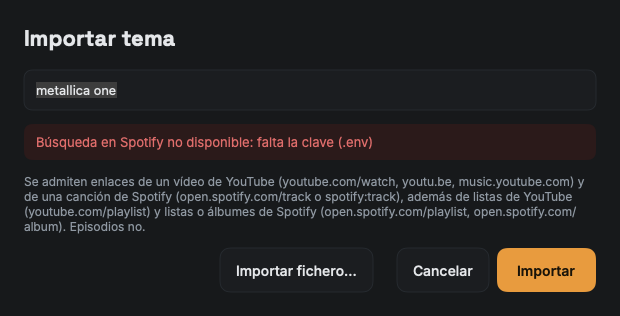 Importar tema
metallica one
Búsqueda en Spotify no disponible: falta la clave (.env)
Se admiten enlaces de un vídeo de YouTube (youtube.com/watch, youtu.be, music.youtube.com) y
de una canción de Spotify (open.spotify.com/track o spotify:track), además de listas de YouTube
(youtube.com/playlist) y listas o álbumes de Spotify (open.spotify.com/playlist, open.spotify.com/
album). Episodios no.
Importar fichero... Cancelar Importar